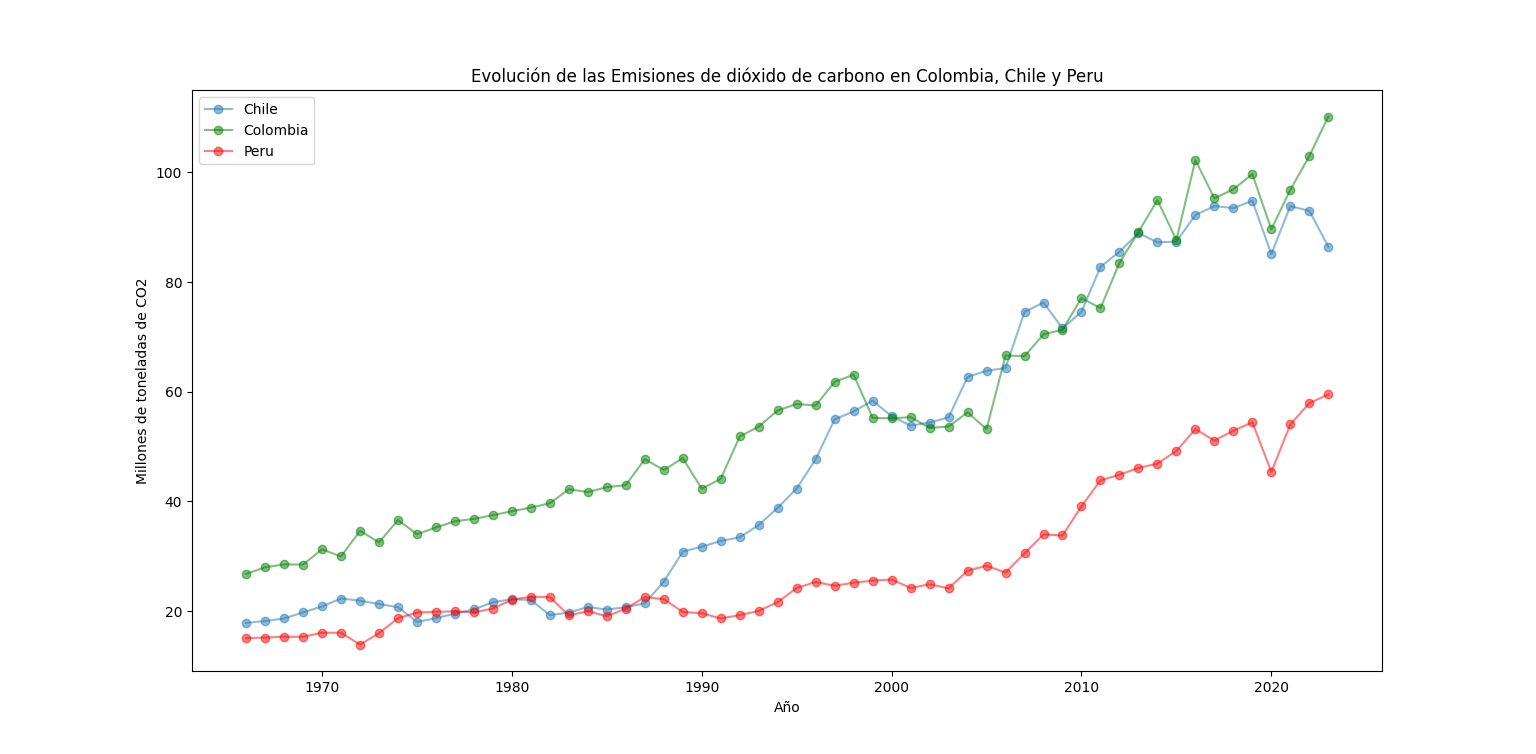 Evolución de las Emisiones de dióxido de carbono en Colombia, Chile y Peru
Chile
Colombia
Peru
Millones de toneladas de CO2
100
80
60
40
20
1970 1980 1990 2000 2010 2020
Año